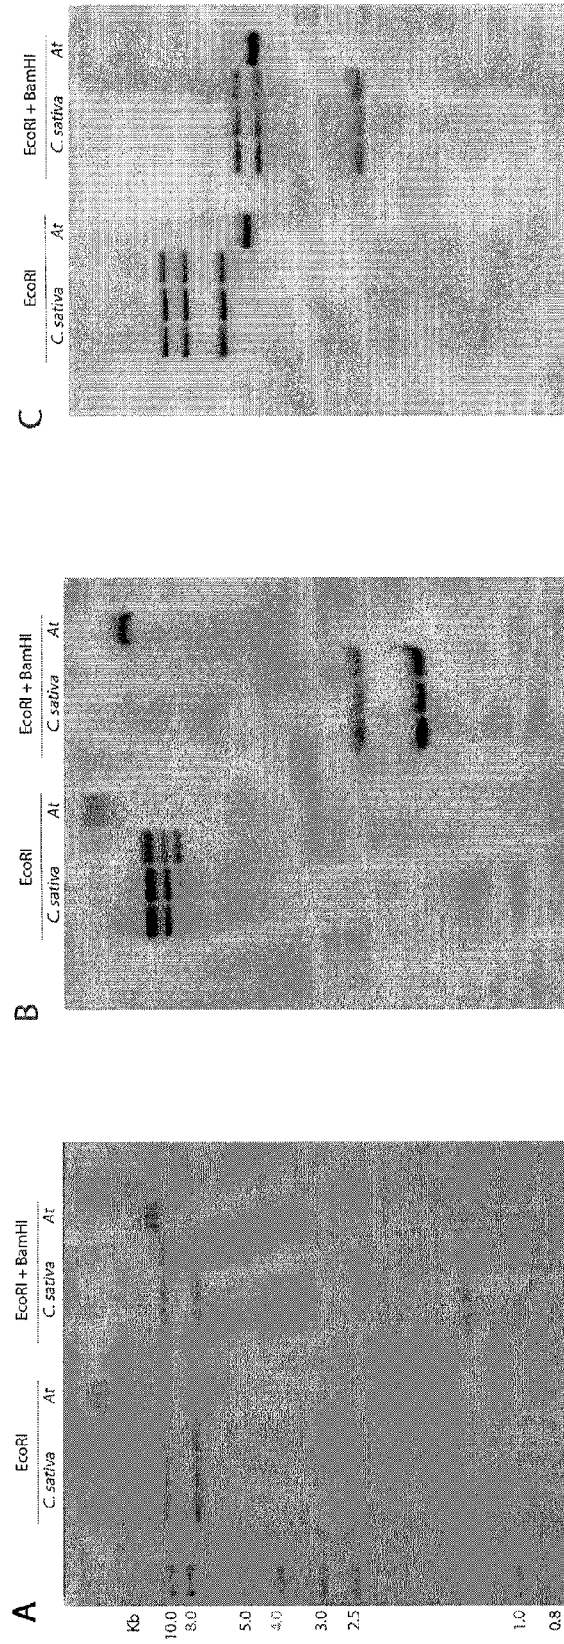 A
EcoRI EcoRI + BamHI
C. sativa At C. sativa At
Kb
10.0
8.0
5.0
4.0
3.0
2.5
1.0
0.8
B
EcoRI EcoRI + BamHI
C. sativa At C. sativa At
C
EcoRI EcoRI + BamHI
C. sativa At C. sativa At